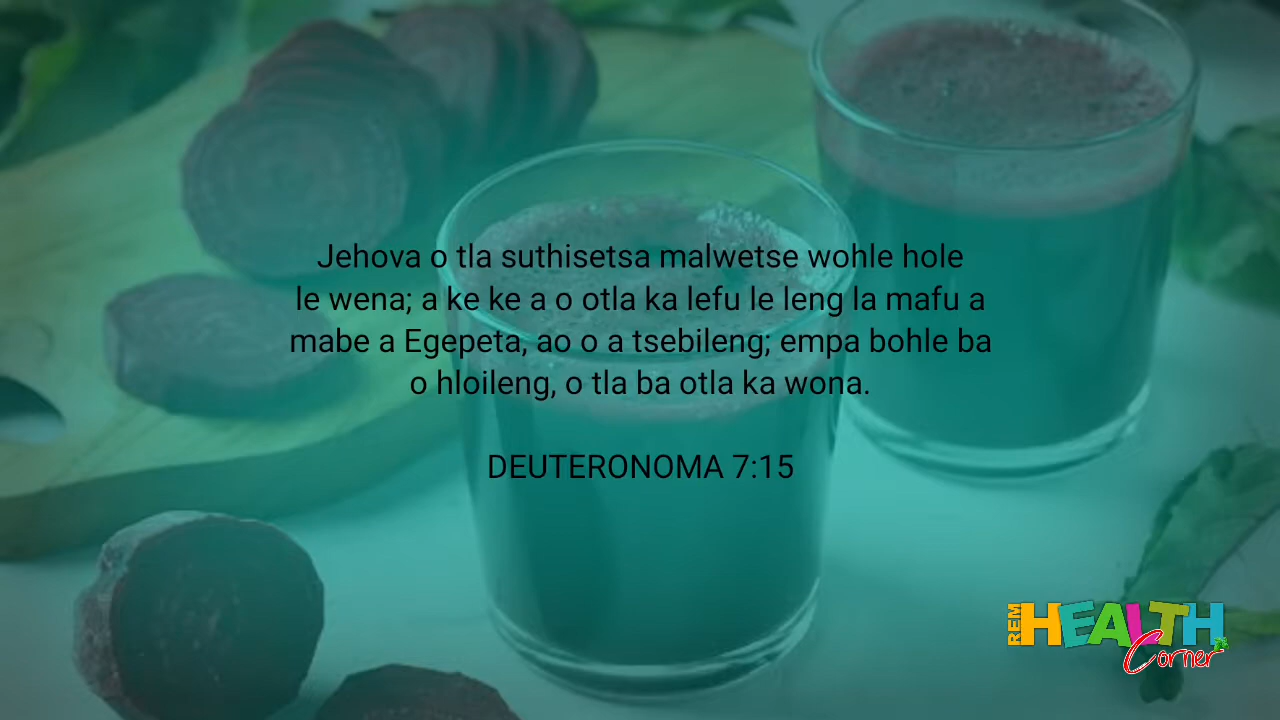 Jehova o tla suthisetsa malwetse wohle hole
le wena; a ke ke a o otla ka lefu le leng la mafu a
mabe a Egepeta, ao o a tsebileng; empa bohle ba
o hloileng, o tla ba otla ka wona.
DEUTERONOMA 7:15
REM HEALTH
Corner